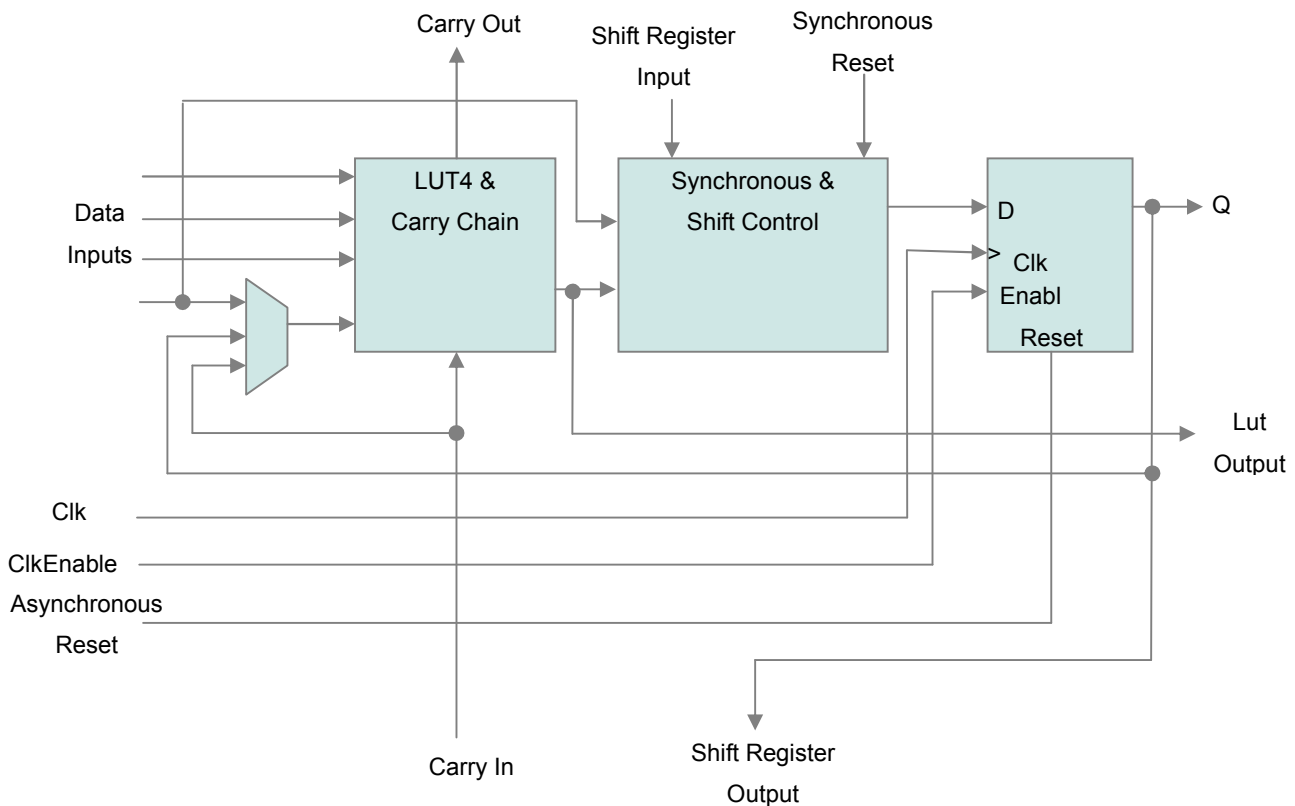 Carry Out
Shift Register
Input
Synchronous
Reset
Data
Inputs
LUT4 &
Carry Chain
Synchronous &
Shift Control
D
> Clk
Enabl
Reset
Q
Lut
Output
Clk
ClkEnable
Asynchronous
Reset
Carry In
Shift Register
Output